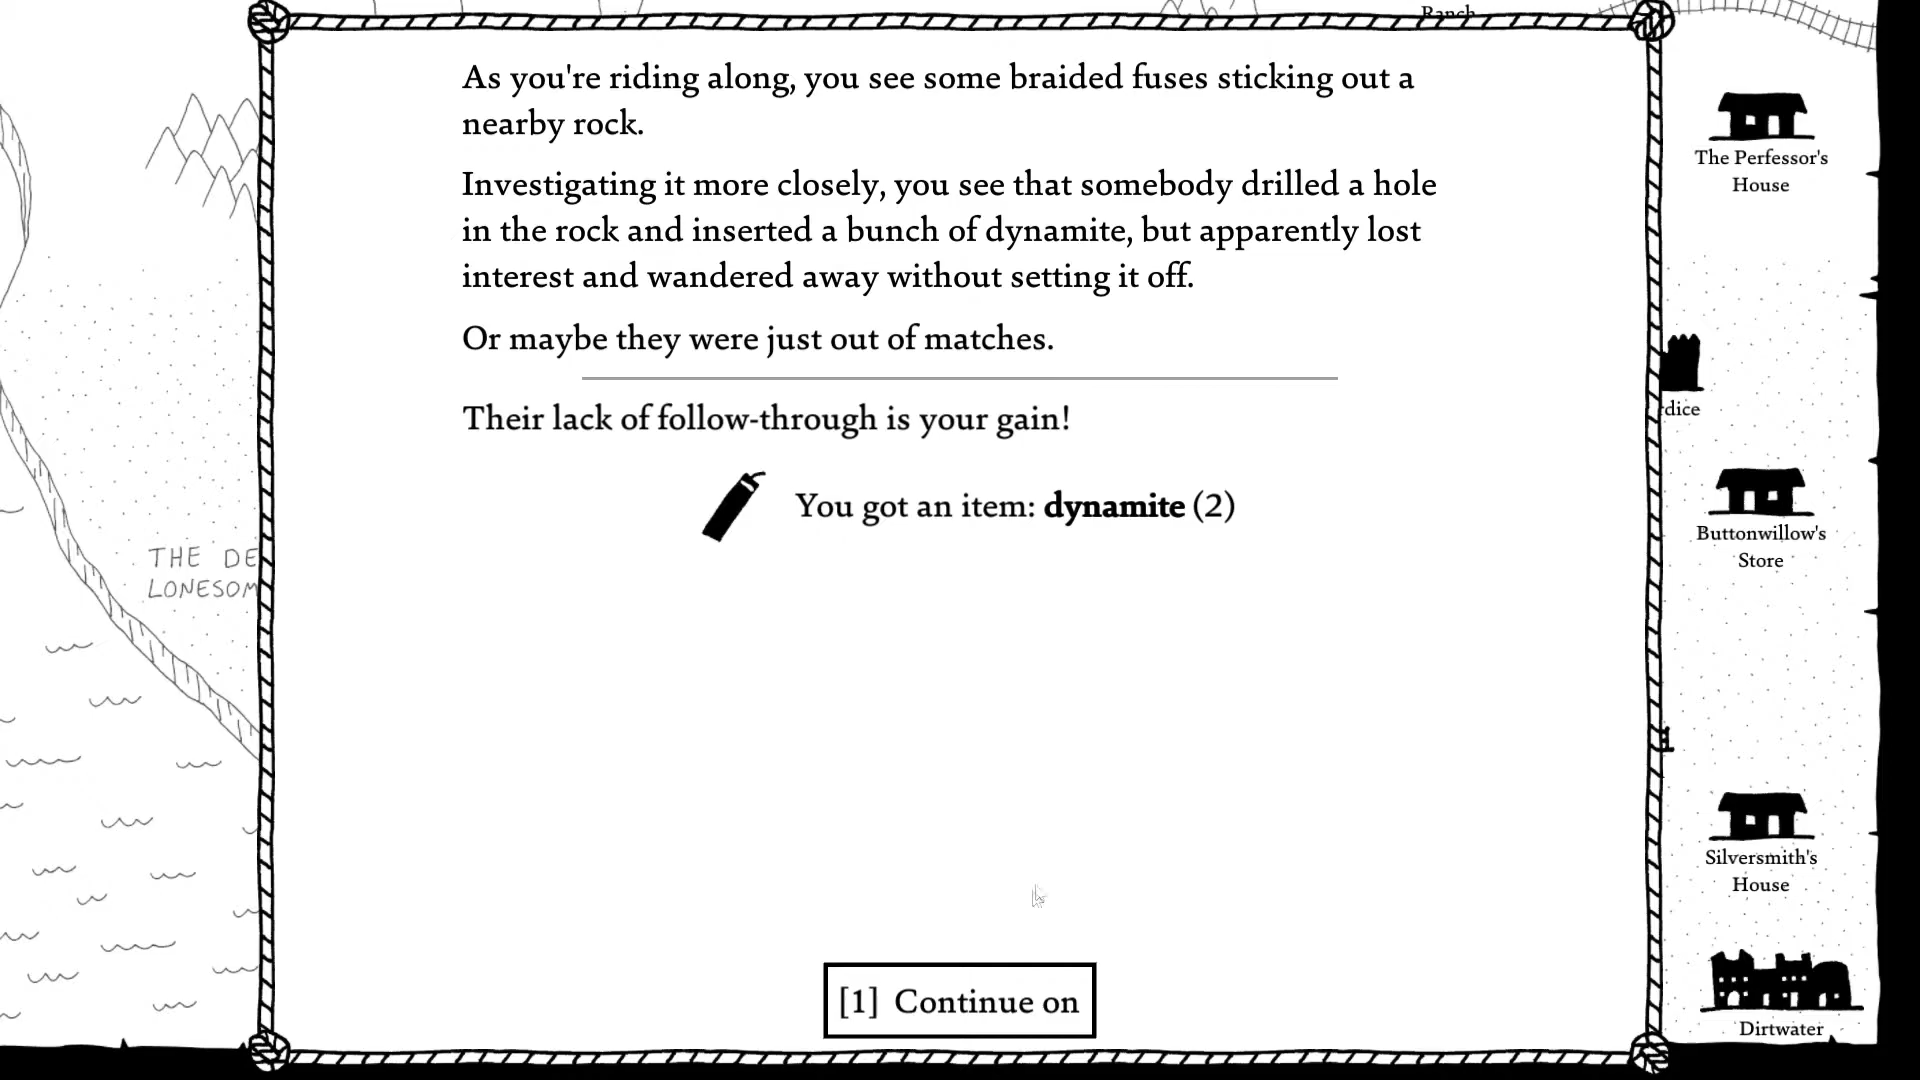 Ranch
As you're riding along, you see some braided fuses sticking out a
nearby rock.
Investigating it more closely, you see that somebody drilled a hole
in the rock and inserted a bunch of dynamite, but apparently lost
interest and wandered away without setting it off.
Or maybe they were just out of matches.
Their lack of follow-through is your gain!
You got an item: dynamite (2)
[1] Continue on
THE DE
LONESOM
The Perfessor's
House
dice
Buttonwillow's
Store
Silversmith's
House
Dirtwater